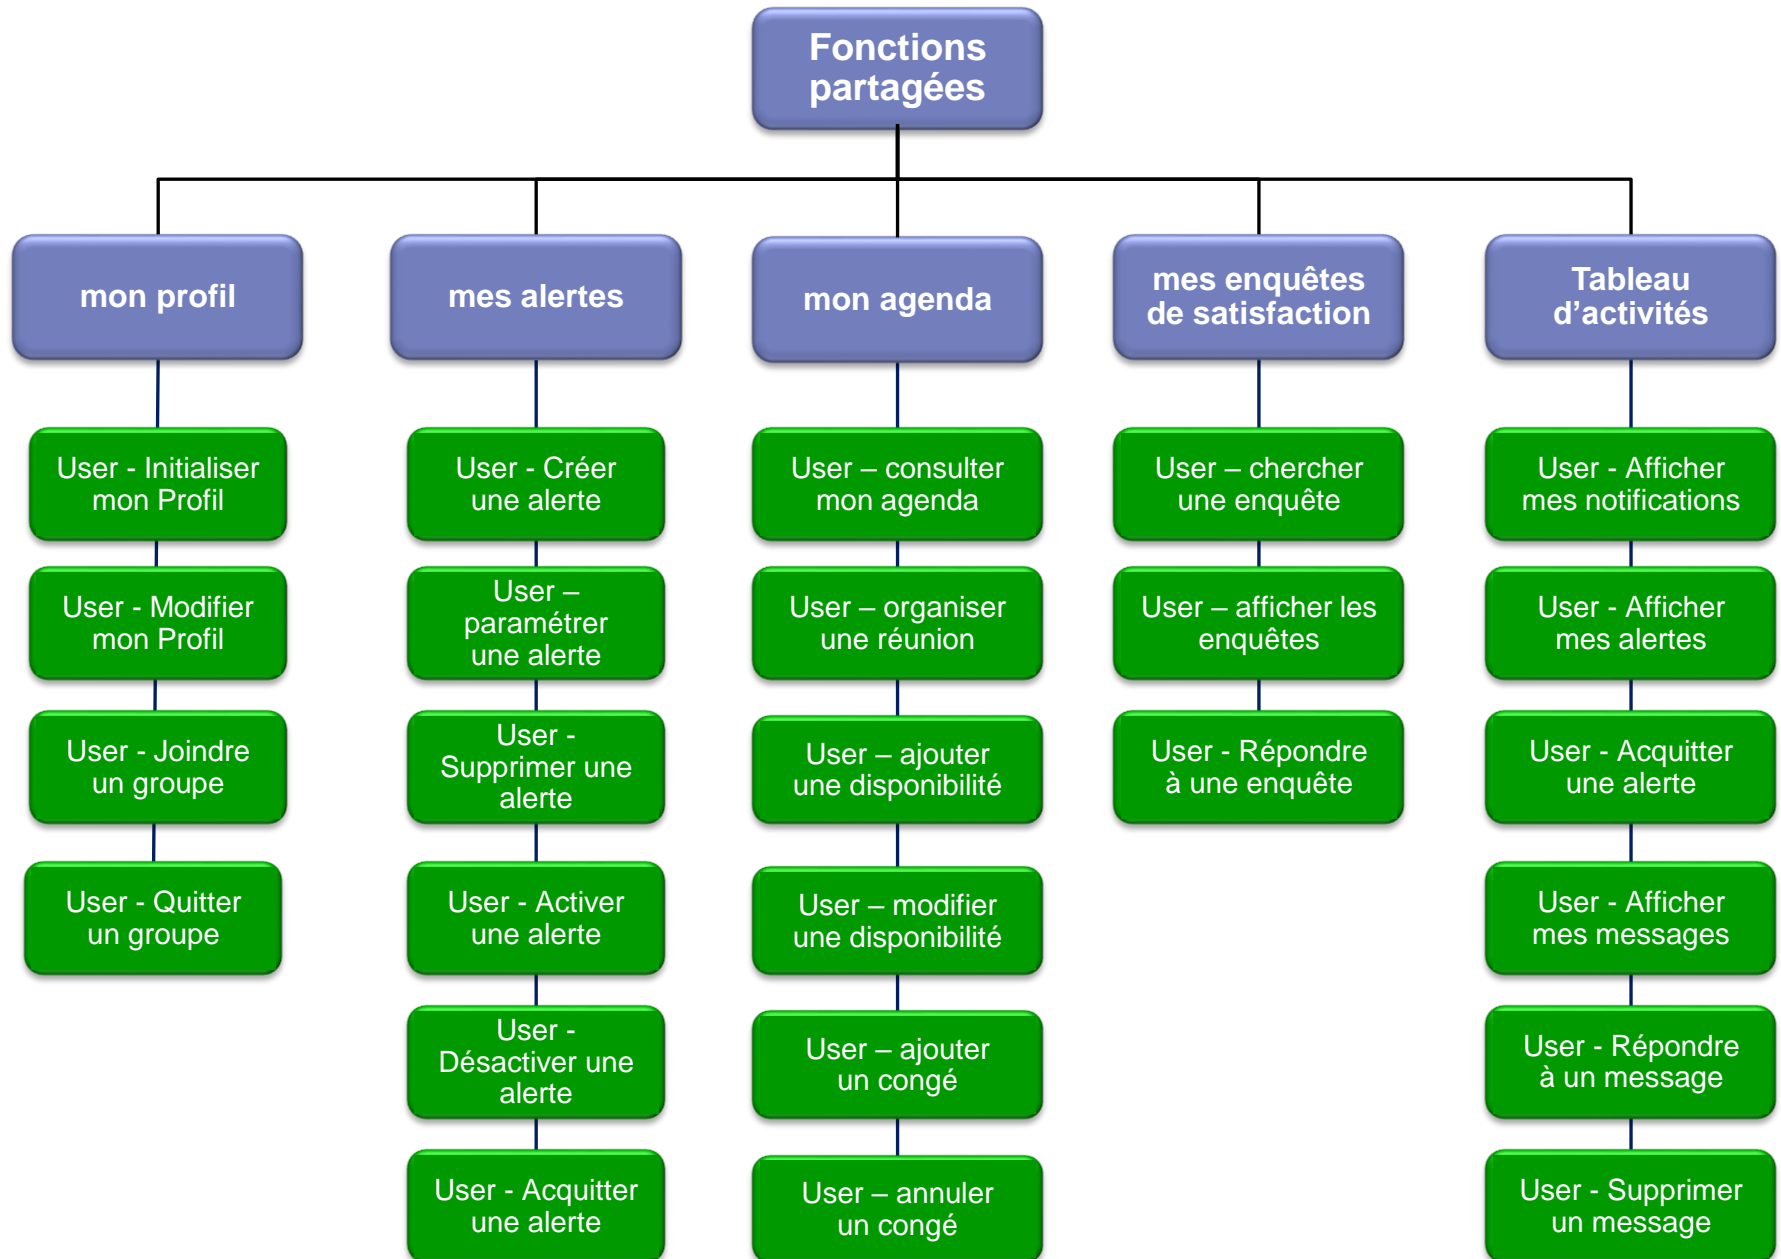 Fonctions
partagées
mon profil
mes alertes
mon agenda
mes enquêtes
de satisfaction
Tableau
d’activités
User - Initialiser
mon Profil
User - Modifier
mon Profil
User - Joindre
un groupe
User - Quitter
un groupe
User - Créer
une alerte
User –
paramétrer
une alerte
User -
Supprimer une
alerte
User - Activer
une alerte
User -
Désactiver une
alerte
User - Acquitter
une alerte
User – consulter
mon agenda
User – organiser
une réunion
User – ajouter
une disponibilité
User – modifier
une disponibilité
User – ajouter
un congé
User – annuler
un congé
User – chercher
une enquête
User – afficher les
enquêtes
User - Répondre
à une enquête
User - Afficher
mes notifications
User - Afficher
mes alertes
User - Acquitter
une alerte
User - Afficher
mes messages
User - Répondre
à un message
User - Supprimer
un message